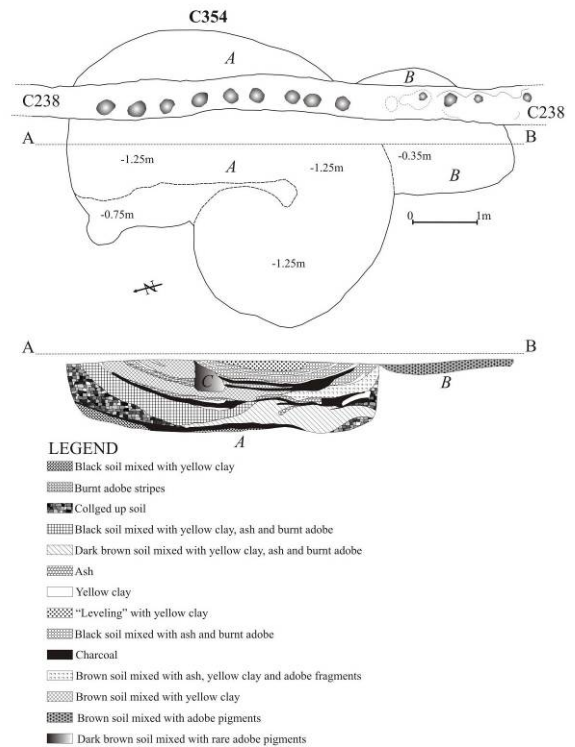 C354
A
B
C238
C238
A
B
-1.25m
A
-1.25m
-0.35m
B
-0.75m
0
1m
-1.25m
N
A
B
C
B
A
LEGEND
Black soil mixed with yellow clay
Burnt adobe stripes
Collged up soil
Black soil mixed with yellow clay, ash and burnt adobe
Dark brown soil mixed with yellow clay, ash and burnt adobe
Ash
Yellow clay
“Leveling” with yellow clay
Black soil mixed with ash and burnt adobe
Charcoal
Brown soil mixed with ash, yellow clay and adobe fragments
Brown soil mixed with yellow clay
Brown soil mixed with adobe pigments
Dark brown soil mixed with rare adobe pigments